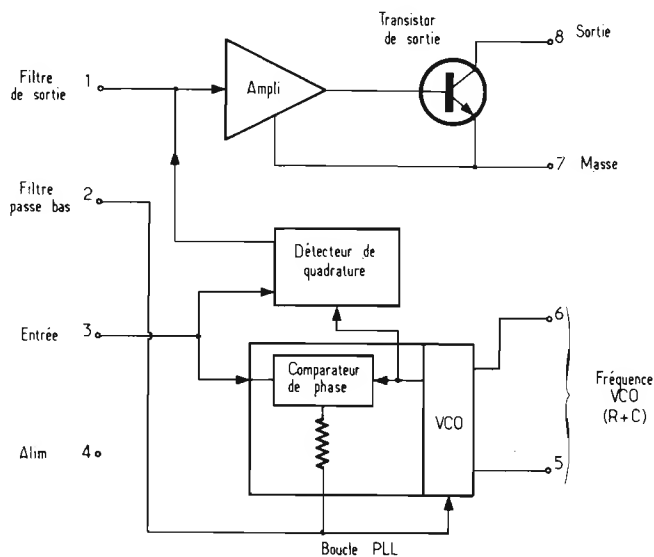 Transistor
de sortie
8 Sortie
Filtre
de sortie
1
Ampli
7 Masse
Filtre
passe bas
2
Détecteur de
quadrature
Entrée 3
6
Comparateur
de phase
VCO
Fréquence
VCO
(R+C)
Alim 4
5
Boucle PLL